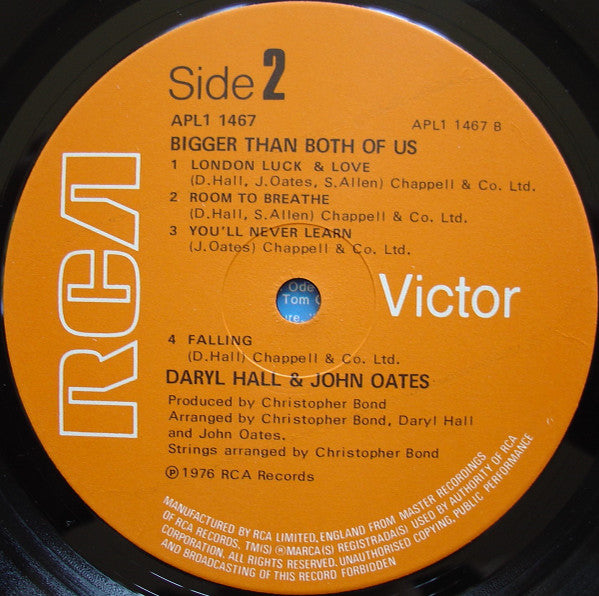 Side 2
APL1 1467
APL1 1467 B
BIGGER THAN BOTH OF US
1 LONDON LUCK & LOVE
(D.Hall, J.Oates, S.Allen) Chappell & Co. Ltd.
2 ROOM TO BREATHE
(D.Hall, S.Allen) Chappell & Co. Ltd.
3 YOU'LL NEVER LEARN
(J.Oates) Chappell & Co. Ltd.
RCA
Victor
Ode
Tom
4 FALLING
(D.Hall) Chappell & Co. Ltd.
DARYL HALL & JOHN OATES
Produced by Christopher Bond
Arranged by Christopher Bond, Daryl Hall
and John Oates.
Strings arranged by Christopher Bond
℗ 1976 RCA Records
MANUFACTURED BY RCA LIMITED, ENGLAND FROM MASTER RECORDINGS
OF RCA RECORDS. TM(S) ® MARCA(S) REGISTRADA(S) USED BY AUTHORITY OF RCA
CORPORATION. ALL RIGHTS RESERVED. UNAUTHORISED COPYING, PUBLIC PERFORMANCE
AND BROADCASTING OF THIS RECORD FORBIDDEN